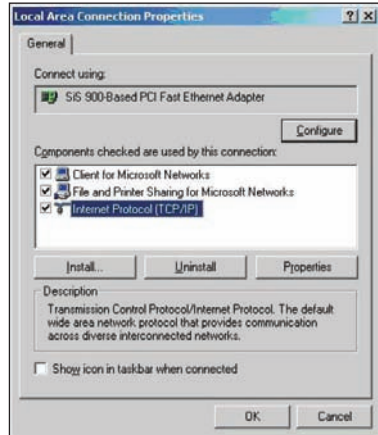 Local Area Connection Properties
General
Connect using:
SiS 900-Based PCI Fast Ethernet Adapter
Configure
Components checked are used by this connection:
Client for Microsoft Networks
File and Printer Sharing for Microsoft Networks
Internet Protocol (TCP/IP)
Install...
Uninstall
Properties
Description
Transmission Control Protocol/Internet Protocol. The default
wide area network protocol that provides communication
across diverse interconnected networks.
Show icon in taskbar when connected
OK
Cancel